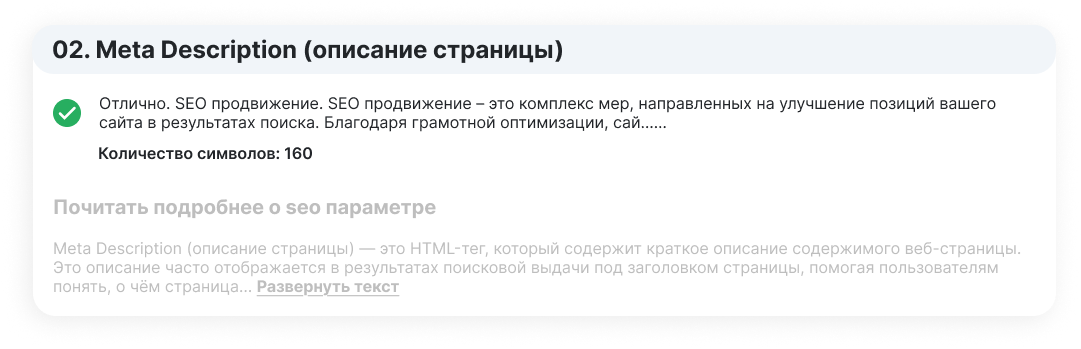 02. Meta Description (описание страницы)
Отлично. SEO продвижение. SEO продвижение – это комплекс мер, направленных на улучшение позиций вашего
сайта в результатах поиска. Благодаря грамотной оптимизации, сай......
Количество символов: 160
Почитать подробнее о seo параметре
Meta Description (описание страницы) — это HTML-тег, который содержит краткое описание содержимого веб-страницы.
Это описание часто отображается в результатах поисковой выдачи под заголовком страницы, помогая пользователям
понять, о чём страница... Развернуть текст